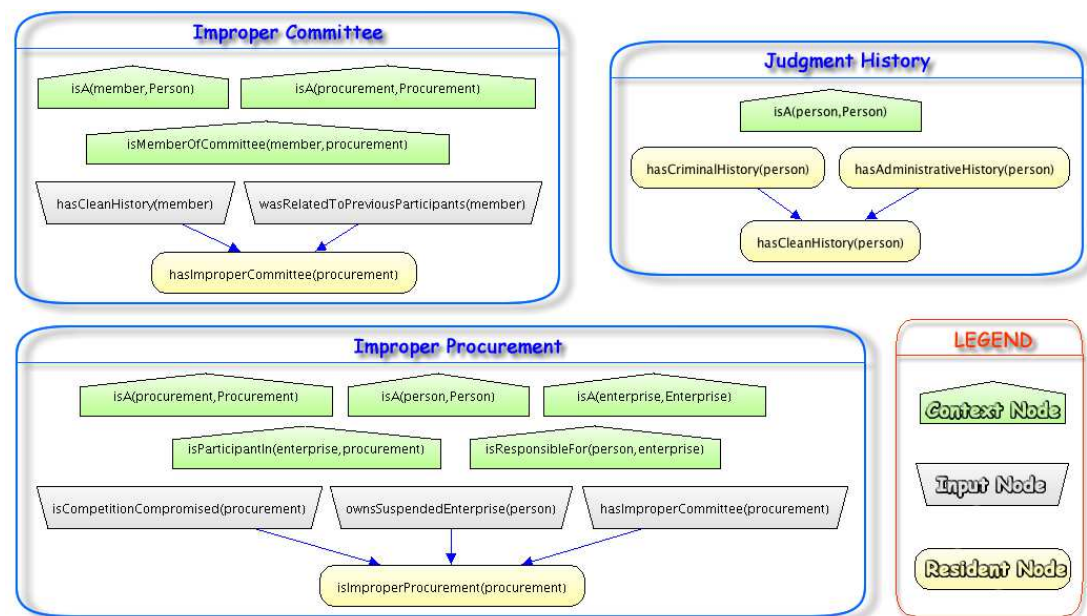 Improper Committee
isA(member,Person)
isA(procurement,Procurement)
isMemberOfCommittee(member,procurement)
hasCleanHistory(member)
wasRelatedToPreviousParticipants(member)
hasImproperCommittee(procurement)
Judgment History
isA(person,Person)
hasCriminalHistory(person)
hasAdministrativeHistory(person)
hasCleanHistory(person)
Improper Procurement
isA(procurement,Procurement)
isA(person,Person)
isA(enterprise,Enterprise)
isParticipantIn(enterprise,procurement)
isResponsibleFor(person,enterprise)
isCompetitionCompromised(procurement)
ownsSuspendedEnterprise(person)
hasImproperCommittee(procurement)
isImproperProcurement(procurement)
LEGEND
Context Node
Input Node
Resident Node